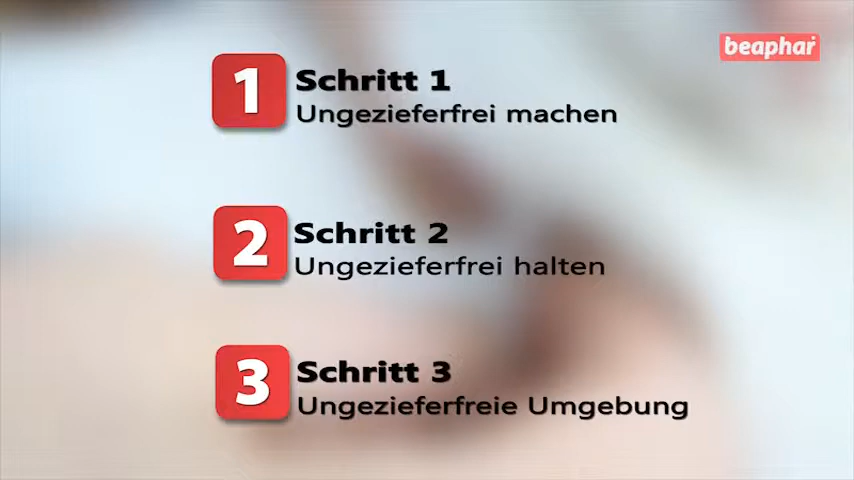 beaphar
1
Schritt 1
Ungezieferfrei machen
2
Schritt 2
Ungezieferfrei halten
3
Schritt 3
Ungezieferfreie Umgebung